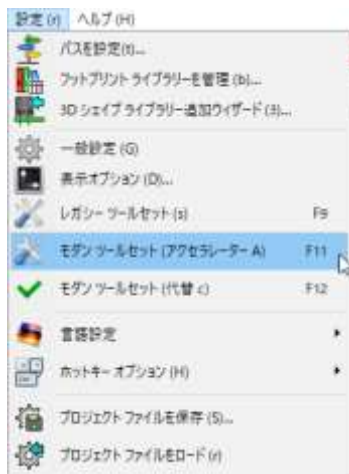 設定 (r) ヘルプ (H)
パスを設定(t)...
フットプリント ライブラリーを管理 (b)...
3D シェイプ ライブラリー追加ウィザード (3)...
一般設定 (G)
表示オプション (D)...
レガシー ツールセット (s) F9
モダン ツールセット (アクセラレーター A) F11
モダン ツールセット (代替 c) F12
言語設定
ホットキー オプション (H)
プロジェクト ファイルを保存 (S)...
プロジェクト ファイルをロード (r)